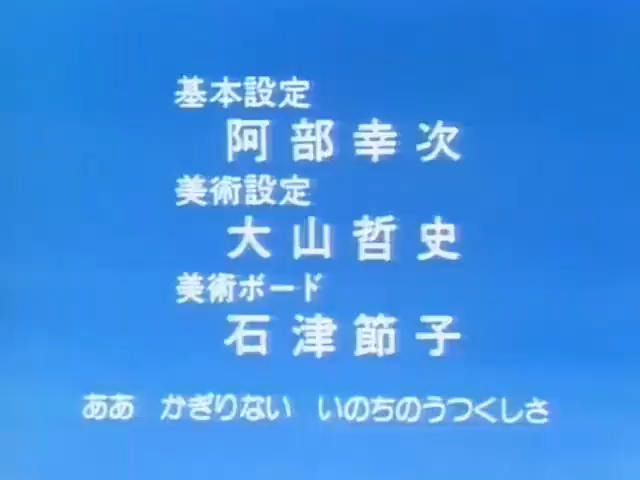 基本設定
阿部幸次
美術設定
大山哲史
美術ボード
石津節子
ああ かぎりない いのちのうつくしさ